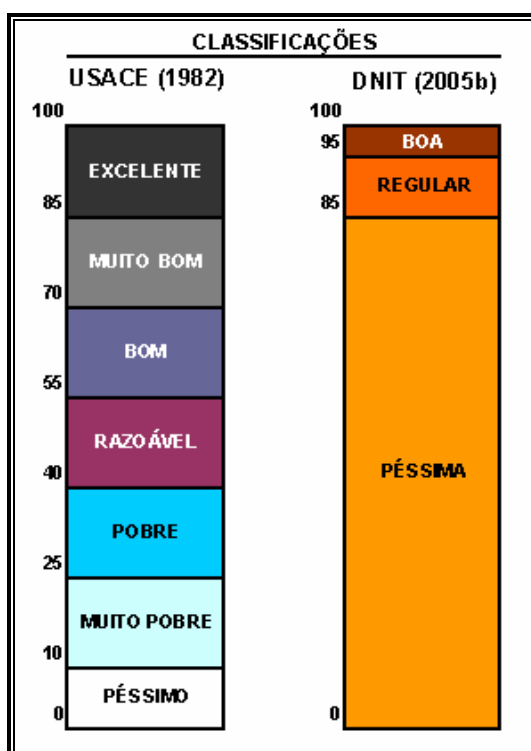 CLASSIFICAÇÕES
USACE (1982)
100
EXCELENTE
85
MUITO BOM
70
BOM
55
RAZOÁVEL
40
POBRE
25
MUITO POBRE
10
PÉSSIMO
0
DNIT (2005b)
100
95
BOA
REGULAR
85
PÉSSIMA
0